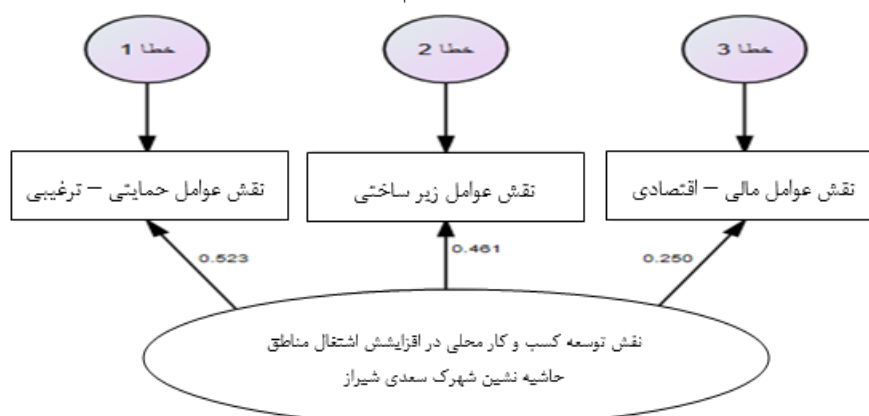 خطا 1
خطا 2
خطا 3
نقش عوامل حمایتی – ترغیبی
نقش عوامل زیر ساختی
نقش عوامل مالی – اقتصادی
0.523
0.461
0.250
نقش توسعه کسب و کار محلی در افزایشش اشتغال مناطق
حاشیه نشین شهرک سعدی شیراز